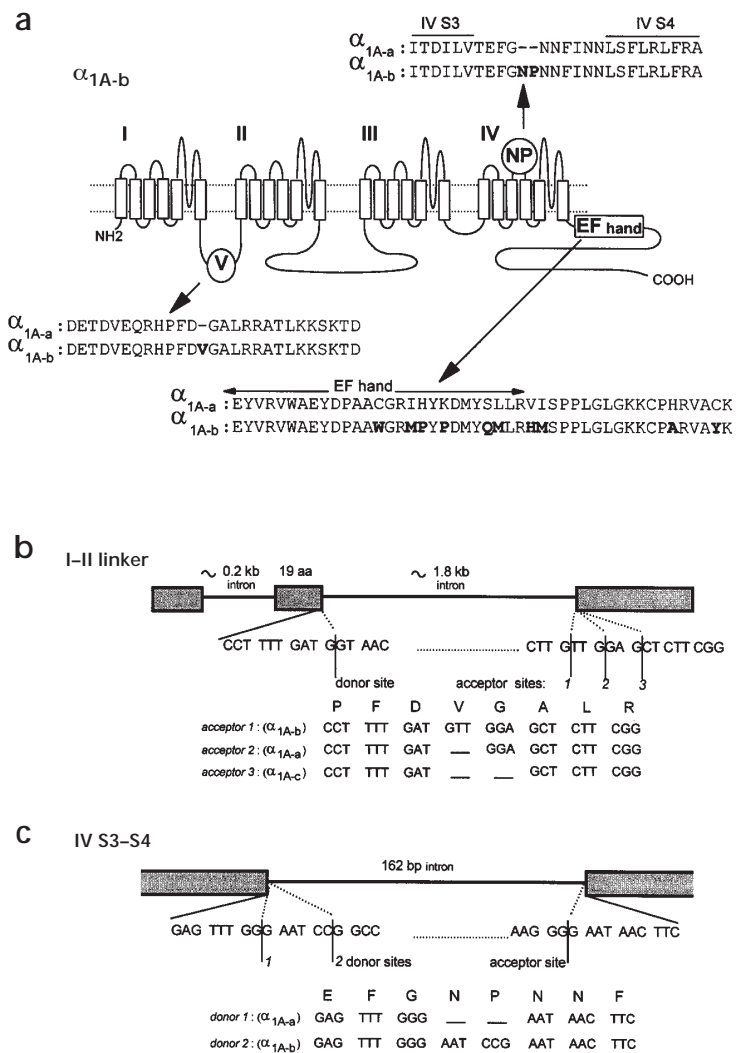 a
IV S3 IV S4
α1A-a :ITDILVTEFG--NNFINNLSFLRLFRA
α1A-b :ITDILVTEFGNPNNFINNLSFLRLFRA
α1A-b
I II III IV
NP
NH2
V
EF hand
COOH
α1A-a :DETDVEQRHPFD-GALRRATLKKSKTD
α1A-b :DETDVEQRHPFDVGALRRATLKKSKTD
EF hand
α1A-a :EYVRVWAEYDPAACGRIHYKDMYSLLRVISPPLGLGKKCPHRVACK
α1A-b :EYVRVWAEYDPAAWGRMPYPDMYQMLRHMSPPLGLGKKCPARVAYK
b I–II linker
~ 0.2 kb intron 19 aa ~ 1.8 kb intron
CCT TTT GAT GGTAAC CTT GTTG GGA GCTCTTCGG
donor site acceptor sites: 1 2 3
P F D V G A L R
acceptor 1 : (α1A-b) CCT TTT GAT GTT GGA GCT CTT CGG
acceptor 2 : (α1A-a) CCT TTT GAT __ GGA GCT CTT CGG
acceptor 3 : (α1A-c) CCT TTT GAT __ __ GCT CTT CGG
c IV S3–S4
162 bp intron
GAG TTT GGG AAT CCG GCC AAG GGG AAT AAC TTC
1 2 donor sites acceptor site
E F G N P N N F
donor 1: (α1A-a) GAG TTT GGG __ __ AAT AAC TTC
donor 2: (α1A-b) GAG TTT GGG AAT CCG AAT AAC TTC